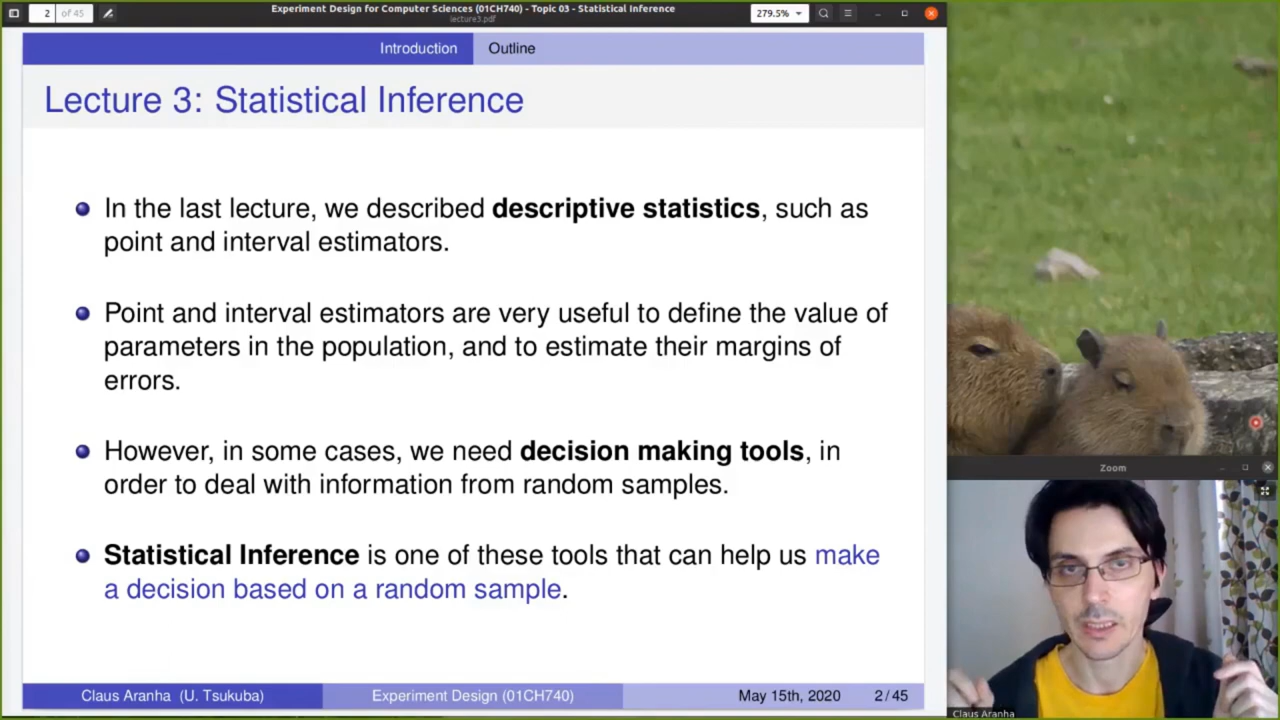 Experiment Design for Computer Sciences (01CH740) - Topic 03 - Statistical Inference
lecture3.pdf
2 of 45
279.5%
Introduction Outline
Lecture 3: Statistical Inference
In the last lecture, we described descriptive statistics, such as
point and interval estimators.
Point and interval estimators are very useful to define the value of
parameters in the population, and to estimate their margins of
errors.
However, in some cases, we need decision making tools, in
order to deal with information from random samples.
Statistical Inference is one of these tools that can help us make
a decision based on a random sample.
Claus Aranha (U. Tsukuba) Experiment Design (01CH740) May 15th, 2020 2/45
Zoom
Claus Aranha